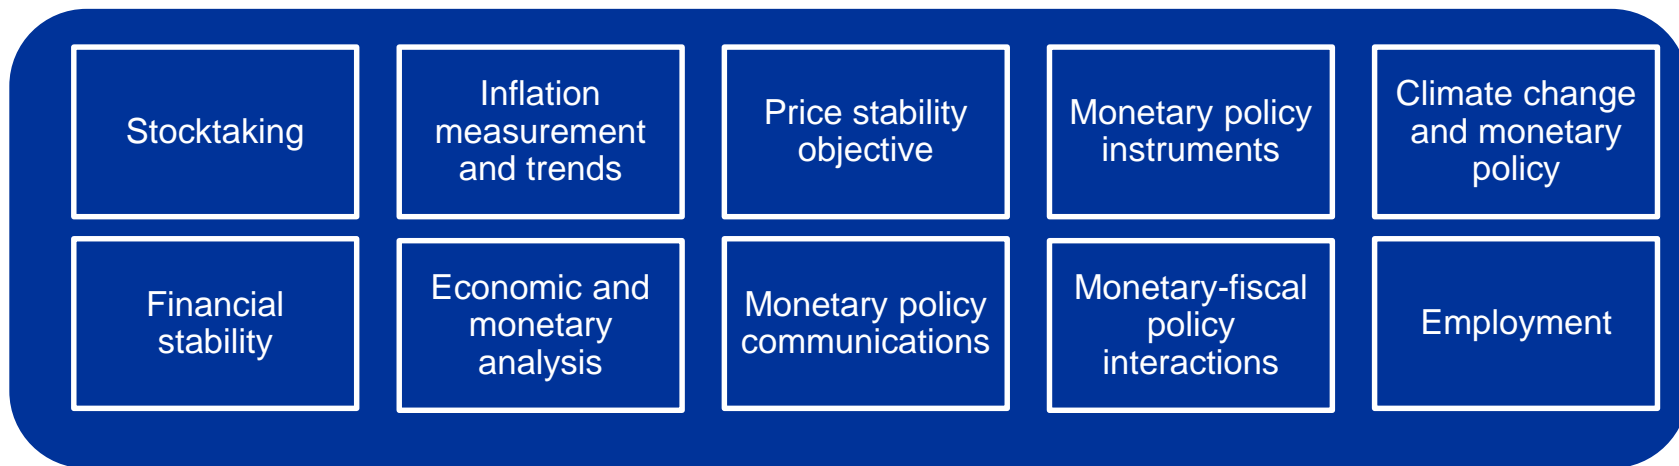 Stocktaking
Inflation
measurement
and trends
Price stability
objective
Monetary policy
instruments
Climate change
and monetary
policy
Financial
stability
Economic and
monetary
analysis
Monetary policy
communications
Monetary-fiscal
policy
interactions
Employment